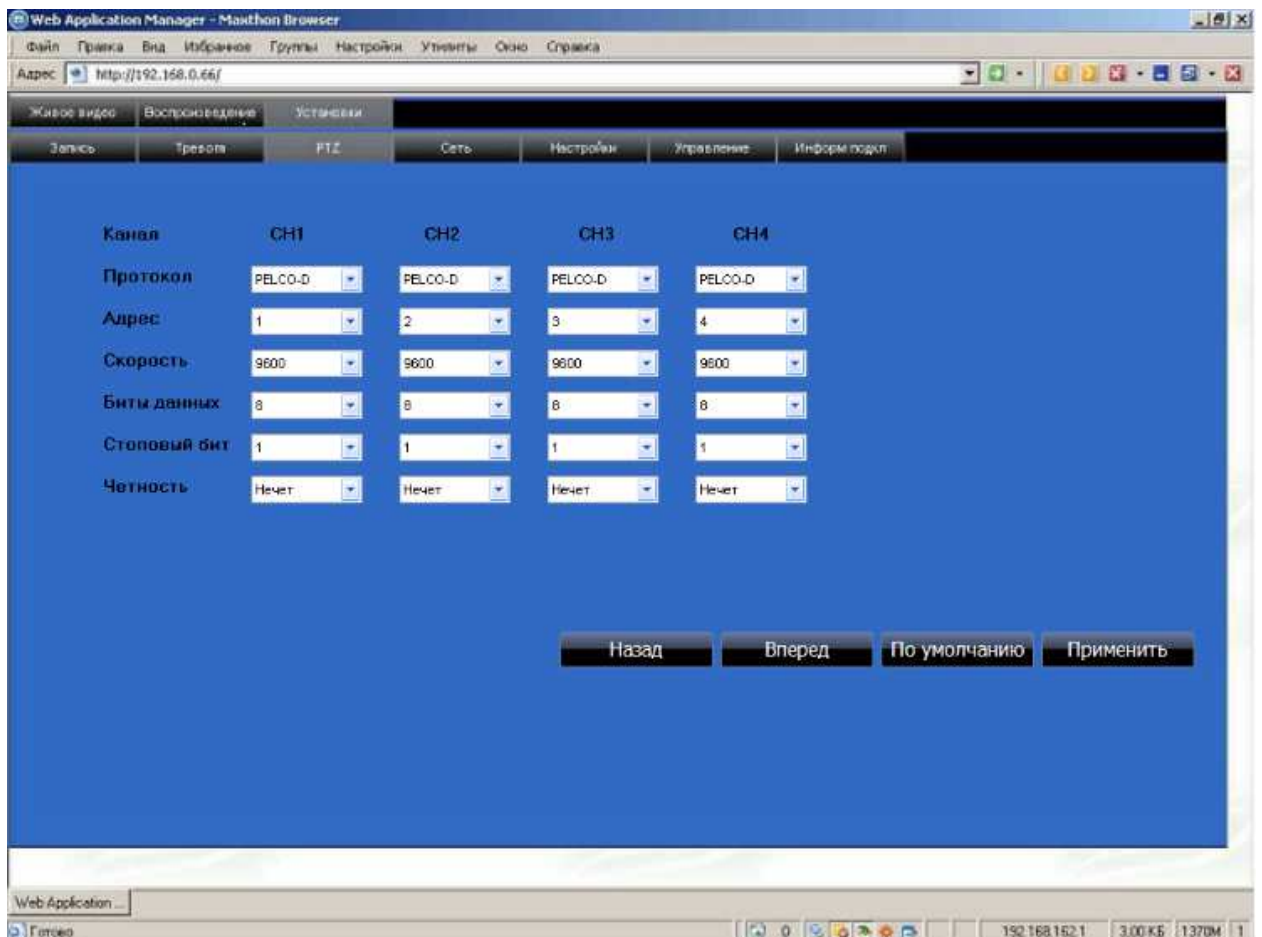 Web Application Manager - Maxthon Browser
Файл Правка Вид Избранное Группы Настройки Утилиты Окно Справка
Адрес http://192.168.0.66/
Живое видео Воспроизведение Установки
Запись Тревога PTZ Сеть Настройки Управление Информ подкл
Канал CH1 CH2 CH3 CH4
Протокол PELCO-D PELCO-D PELCO-D PELCO-D
Адрес 1 2 3 4
Скорость 9600 9600 9600 9600
Биты данных 8 8 8 8
Стоповый бит 1 1 1 1
Четность Нечет Нечет Нечет Нечет
Назад Вперед По умолчанию Применить
Web Application ...
Готово 0 192.168.162.1 3.00 КБ 1370M 1